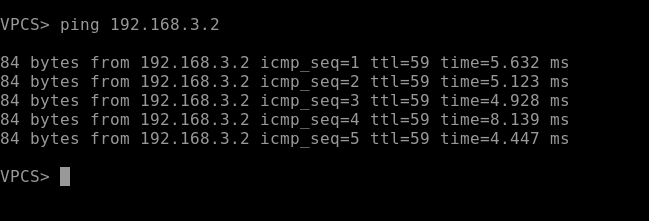 VPCS> ping 192.168.3.2
84 bytes from 192.168.3.2 icmp_seq=1 ttl=59 time=5.632 ms
84 bytes from 192.168.3.2 icmp_seq=2 ttl=59 time=5.123 ms
84 bytes from 192.168.3.2 icmp_seq=3 ttl=59 time=4.928 ms
84 bytes from 192.168.3.2 icmp_seq=4 ttl=59 time=8.139 ms
84 bytes from 192.168.3.2 icmp_seq=5 ttl=59 time=4.447 ms
VPCS>